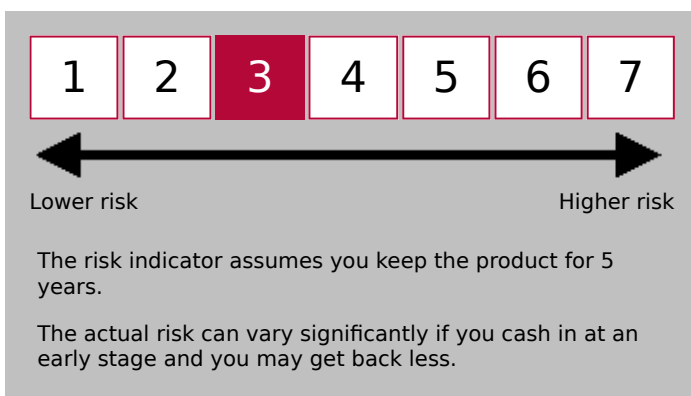 1 2 3 4 5 6 7
Lower risk Higher risk
The risk indicator assumes you keep the product for 5
years.
The actual risk can vary significantly if you cash in at an
early stage and you may get back less.